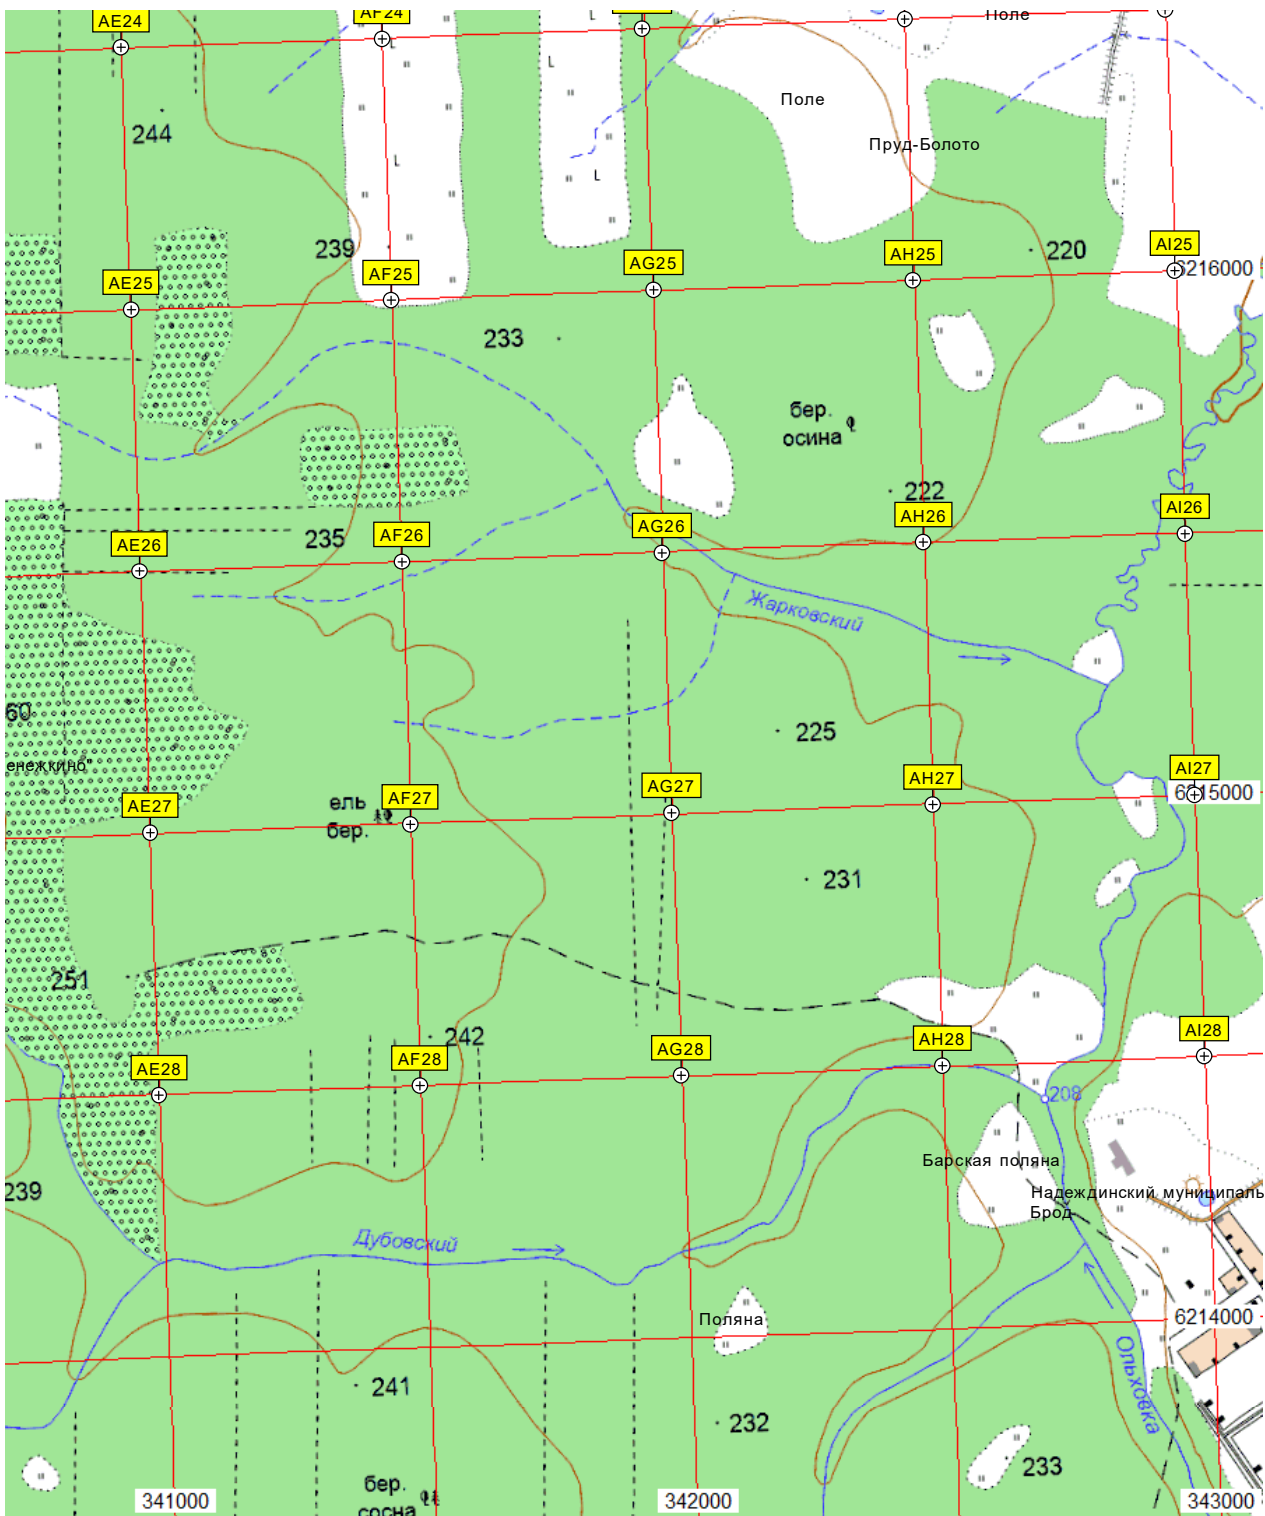 AE24
AF24
Поле
Поле
244
Пруд-Болото
239
220
AE25
AF25
AG25
AH25
AI25
6216000
233
бер.
осина
222
235
AE26
AF26
AG26
AH26
AI26
Жарковский
60
225
енежкино"
AE27
ель
бер.
AF27
AG27
AH27
AI27
6215000
231
251
242
AE28
AF28
AG28
AH28
AI28
208
Барская поляна
239
Надеждинский муниципаль
Брод
Дубовский
Поляна
6214000
Ольховка
241
232
233
бер.
сосна
341000
342000
343000